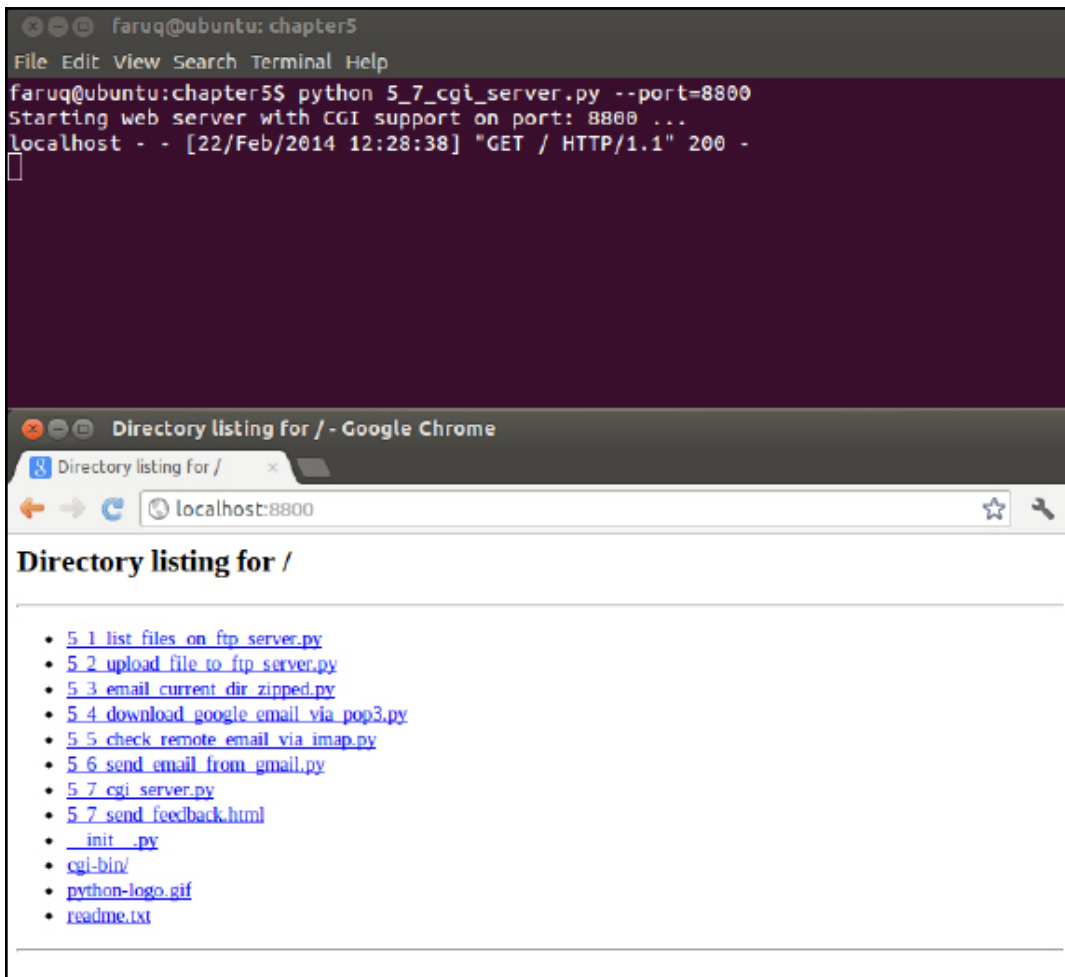 faruq@ubuntu: chapter5
File Edit View Search Terminal Help
faruq@ubuntu:chapter5$ python 5_7_cgi_server.py --port=8800
Starting web server with CGI support on port: 8800 ...
localhost - - [22/Feb/2014 12:28:38] "GET / HTTP/1.1" 200 -
Directory listing for / - Google Chrome
Directory listing for /
localhost:8800
Directory listing for /
5_1_list_files_on_ftp_server.py
5_2_upload_file_to_ftp_server.py
5_3_email_current_dir_zipped.py
5_4_download_google_email_via_pop3.py
5_5_check_remote_email_via_imap.py
5_6_send_email_from_gmail.py
5_7_cgi_server.py
5_7_send_feedback.html
__init__.py
cgi-bin/
python-logo.gif
readme.txt